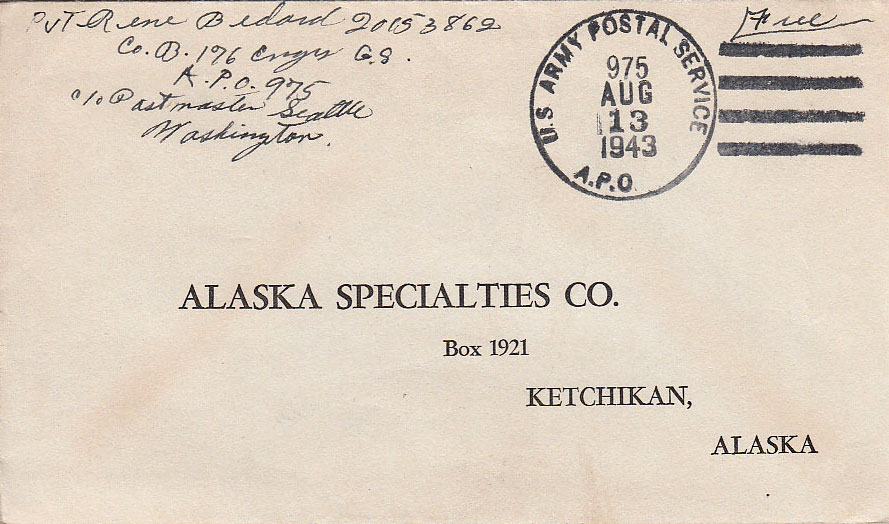 Pvt Rene Bedard 20153862
Co. B. 176 Engrs G.S.
A.P.O. 975
c/o Postmaster Seattle
Washington.
Free
U.S ARMY POSTAL SERVICE
975
AUG
13
1943
A.P.O.
ALASKA SPECIALTIES CO.
Box 1921
KETCHIKAN,
ALASKA